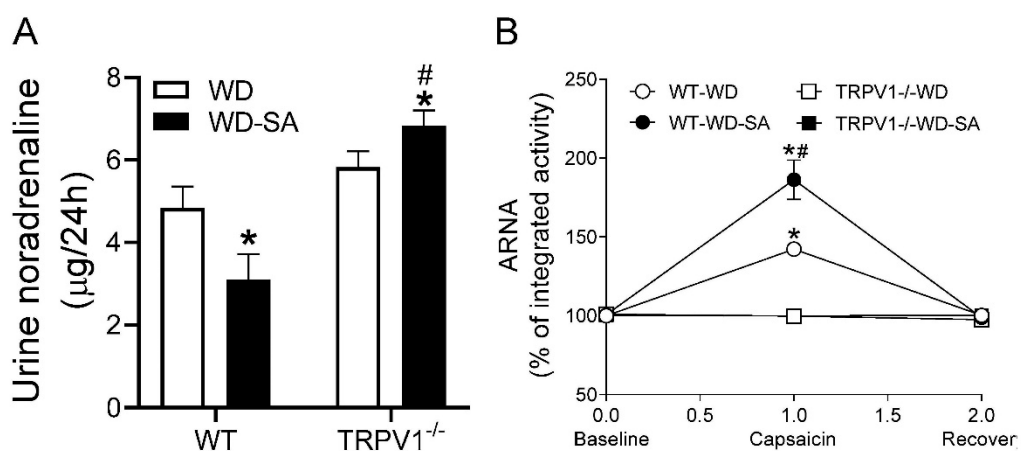 A
Urine noradrenaline
(μg/24h)
8
6
4
2
0
WD
WD-SA
*
#
*
WT
TRPV1-/-
B
ARNA
(% of integrated activity)
250
200
150
100
50
WT-WD
TRPV1-/-WD
WT-WD-SA
TRPV1-/-WD-SA
*#
*
0.0 0.5 1.0 1.5 2.0
Baseline Capsaicin Recover